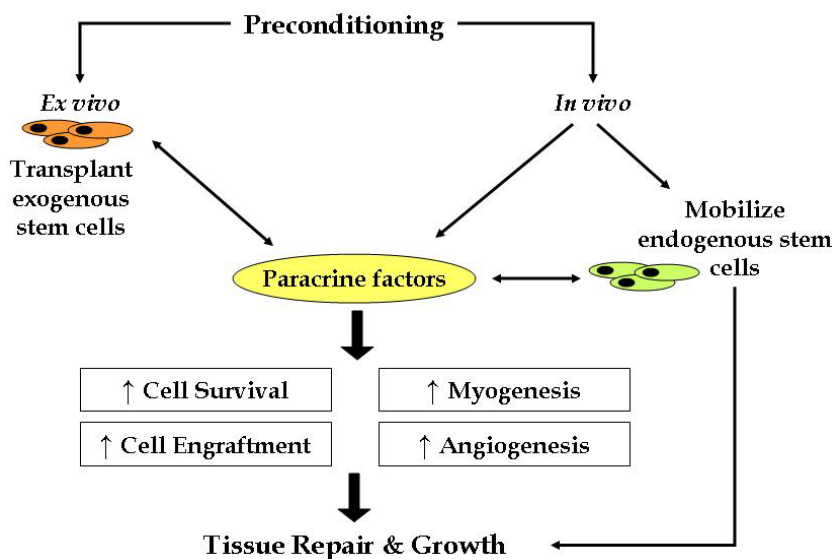 Preconditioning
Ex vivo
Transplant
exogenous
stem cells
In vivo
Mobilize
endogenous stem
cells
Paracrine factors
↑ Cell Survival
↑ Myogenesis
↑ Cell Engraftment
↑ Angiogenesis
Tissue Repair & Growth